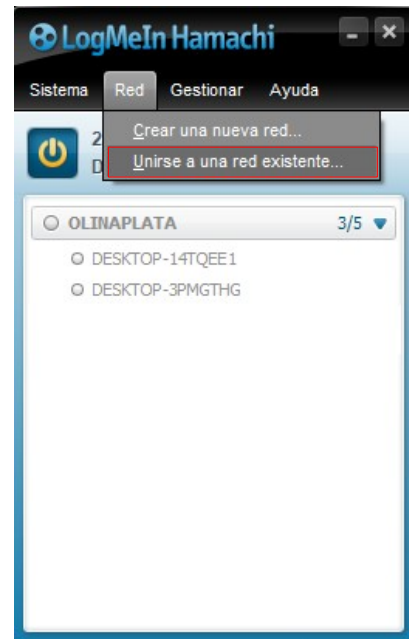 LogMeIn Hamachi
Sistema Red Gestionar Ayuda
Crear una nueva red...
Unirse a una red existente...
2
D
OLINAPLATA 3/5
DESKTOP-14TQEE1
DESKTOP-3PMGTHG